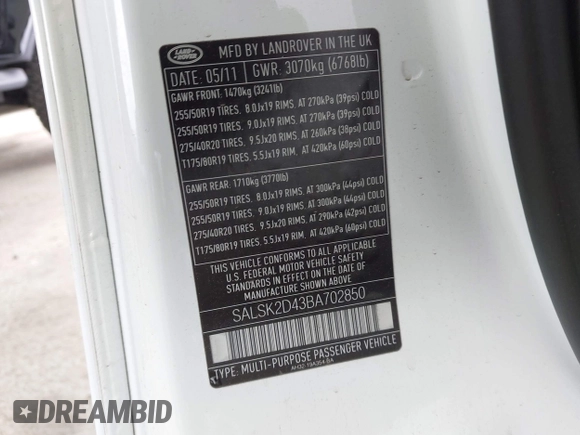 LAND
ROVER
MFD BY LANDROVER IN THE UK
DATE: 05/11 GWR: 3070kg (6768lb)
GAWR FRONT: 1470kg (3241lb)
255/50R19 TIRES. 8.0Jx19 RIMS. AT 270kPa (39psi) COLD
255/50R19 TIRES. 9.0Jx19 RIMS. AT 270kPa (39psi) COLD
275/40R20 TIRES. 9.5Jx20 RIMS. AT 260kPa (38psi) COLD
T175/80R19 TIRES. 5.5Jx19 RIM. AT 420kPa (60psi) COLD
GAWR REAR: 1710kg (3770lb)
255/50R19 TIRES. 8.0Jx19 RIMS. AT 300kPa (44psi) COLD
255/50R19 TIRES. 9.0Jx19 RIMS. AT 300kPa (44psi) COLD
275/40R20 TIRES. 9.5Jx20 RIMS. AT 290kPa (42psi) COLD
T175/80R19 TIRES. 5.5Jx19 RIM. AT 420kPa (60psi) COLD
THIS VEHICLE CONFORMS TO ALL APPLICABLE
U.S. FEDERAL MOTOR VEHICLE SAFETY
STANDARDS IN EFFECT ON THE DATE OF
MANUFACTURE SHOWN ABOVE
SALSK2D43BA702850
TYPE: MULTI-PURPOSE PASSENGER VEHICLE
AH32-15A354-BA
DREAMBID